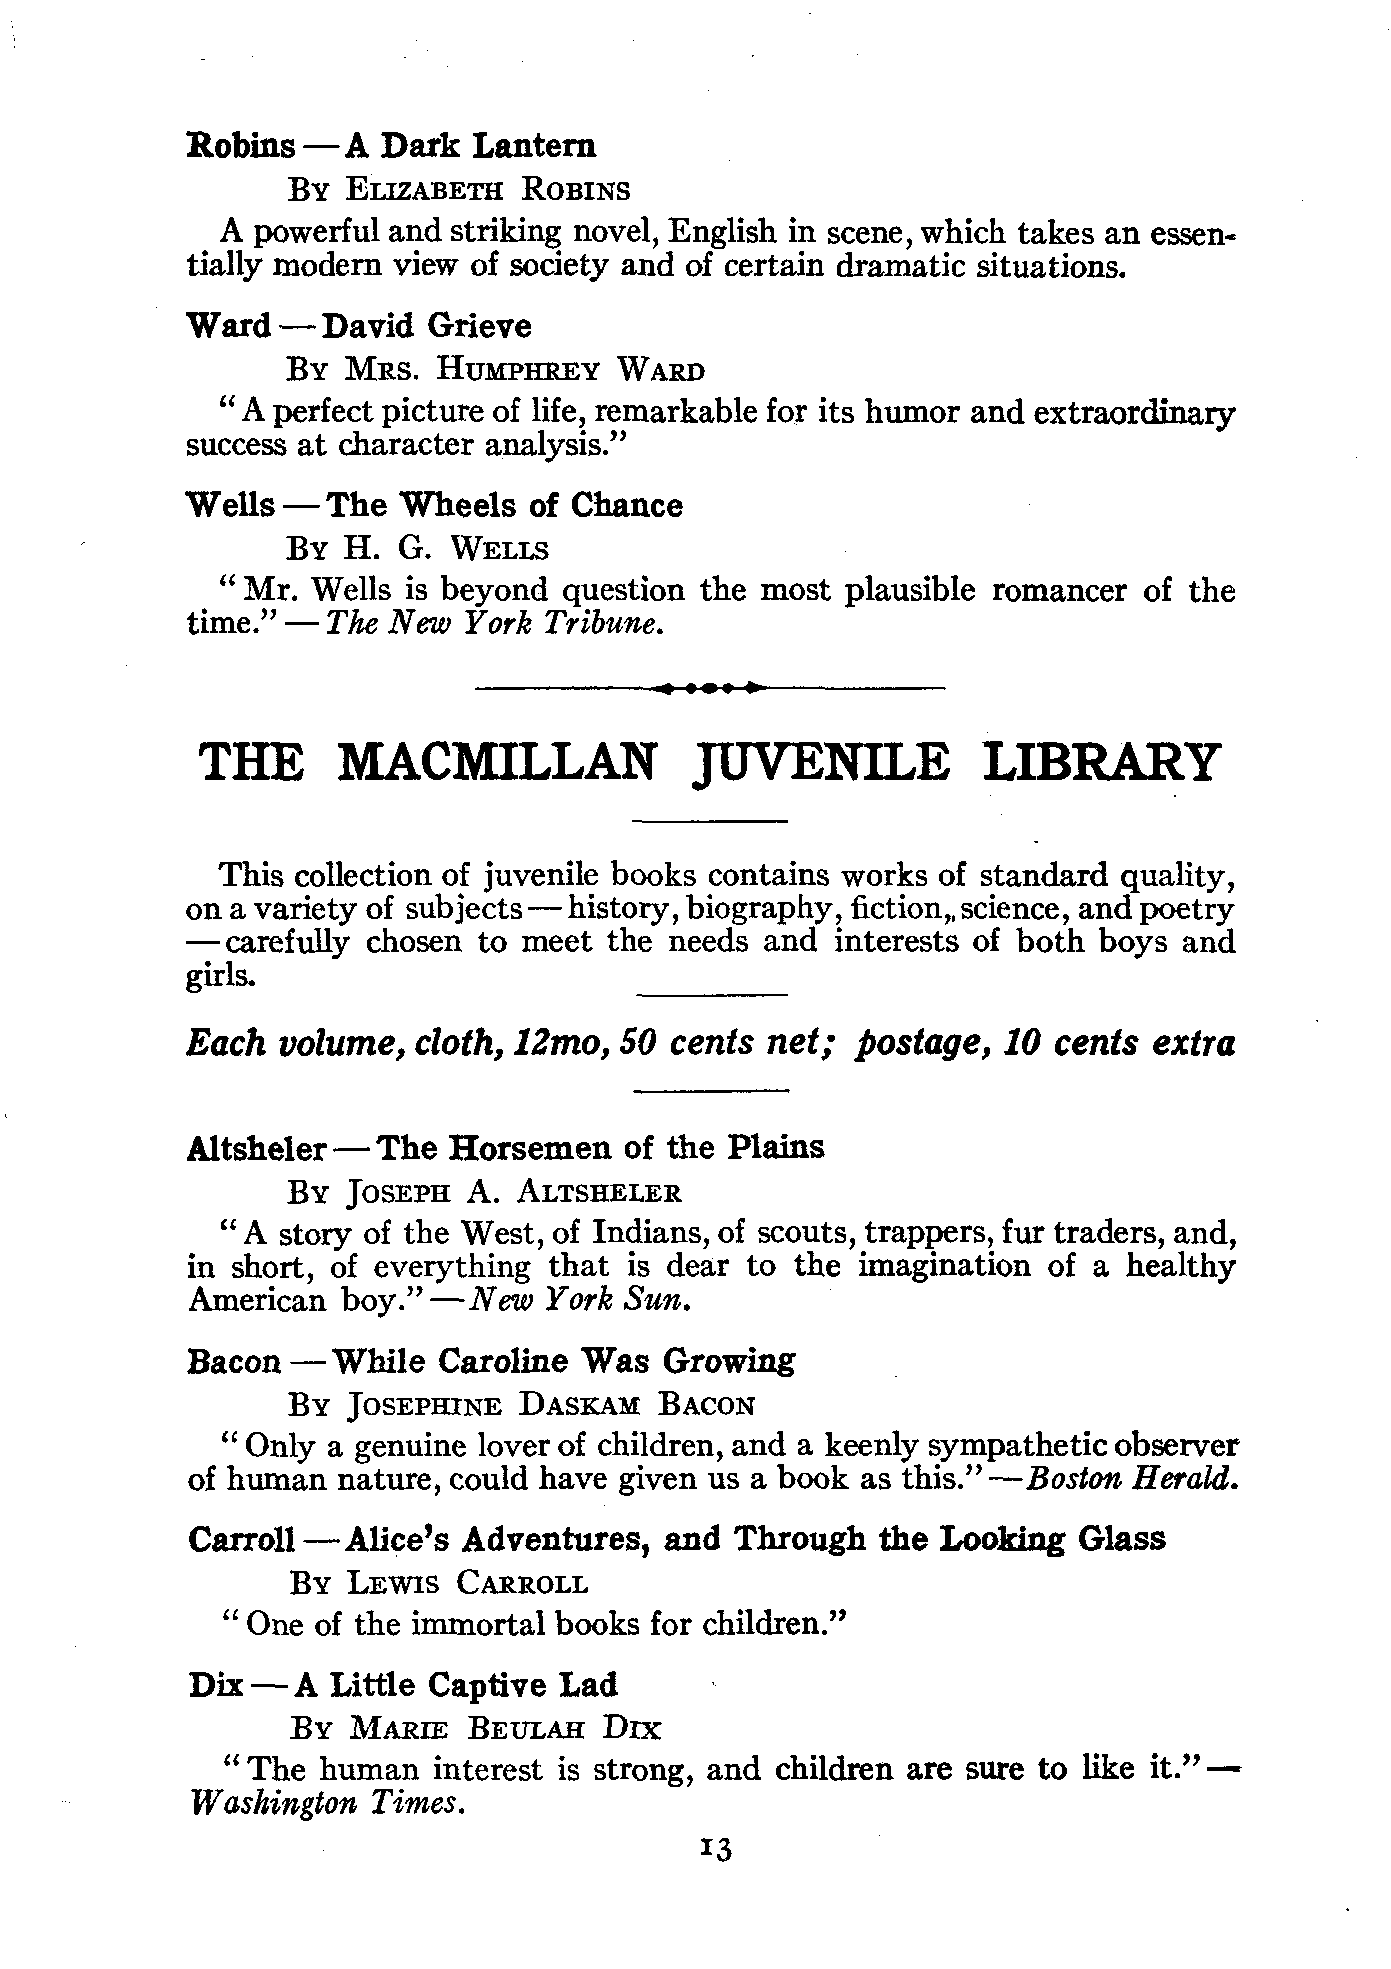 Robins — A Dark Lantern
By Elizabeth Robins
A powerful and striking novel, English in scene, which takes an essen-
tially modern view of society and of certain dramatic situations.
Ward — David Grieve
By Mrs. Humphrey Ward
“A perfect picture of life, remarkable for its humor and extraordinary
success at character analysis.”
Wells — The Wheels of Chance
By H. G. Wells
“Mr. Wells is beyond question the most plausible romancer of the
time.” — The New York Tribune.
THE MACMILLAN JUVENILE LIBRARY
This collection of juvenile books contains works of standard quality,
on a variety of subjects — history, biography, fiction, science, and poetry
— carefully chosen to meet the needs and interests of both boys and
girls.
Each volume, cloth, 12mo, 50 cents net; postage, 10 cents extra
Altsheler — The Horsemen of the Plains
By Joseph A. Altsheler
“A story of the West, of Indians, of scouts, trappers, fur traders, and,
in short, of everything that is dear to the imagination of a healthy
American boy.” — New York Sun.
Bacon — While Caroline Was Growing
By Josephine Daskam Bacon
“Only a genuine lover of children, and a keenly sympathetic observer
of human nature, could have given us a book as this.” — Boston Herald.
Carroll — Alice’s Adventures, and Through the Looking Glass
By Lewis Carroll
“One of the immortal books for children.”
Dix — A Little Captive Lad
By Marie Beulah Dix
“The human interest is strong, and children are sure to like it.” —
Washington Times.
13